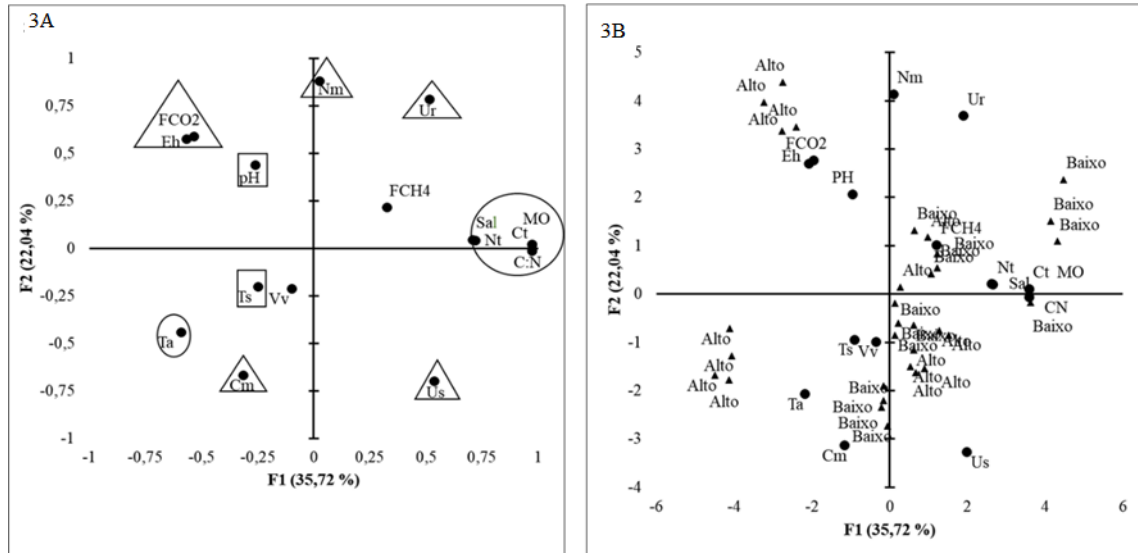 3A
F2 (22,04 %)
1
0,75
0,5
0,25
0
-0,25
-0,5
-0,75
-1
Nm
Ur
FCO2
Eh
pH
FCH4
Sal
MO
Ct
Nt
C:N
Ts
Vv
Ta
Cm
Us
-1 -0,75 -0,5 -0,25 0 0,25 0,5 0,75 1
F1 (35,72 %)
3B
F2 (22,04 %)
5
4
3
2
1
0
-1
-2
-3
-4
Alto
Alto
Alto
Alto
Nm
Ur
FCO2
Eh
PH
Baixo
Baixo
Baixo
Baixo
Alto
FCH4
Baixo
Baixo
Baixo
Alto
Nt
Ct MO
Sal
CN
Baixo
Baixo
Baixo
Baixo
Baixo
Alto
Alto
Ts Vv
Alto
Alto
Alto
Alto
Alto
Alto
Alto
Ta
Baixo
Baixo
Baixo
Baixo
Cm
Us
-6 -4 -2 0 2 4 6
F1 (35,72 %)